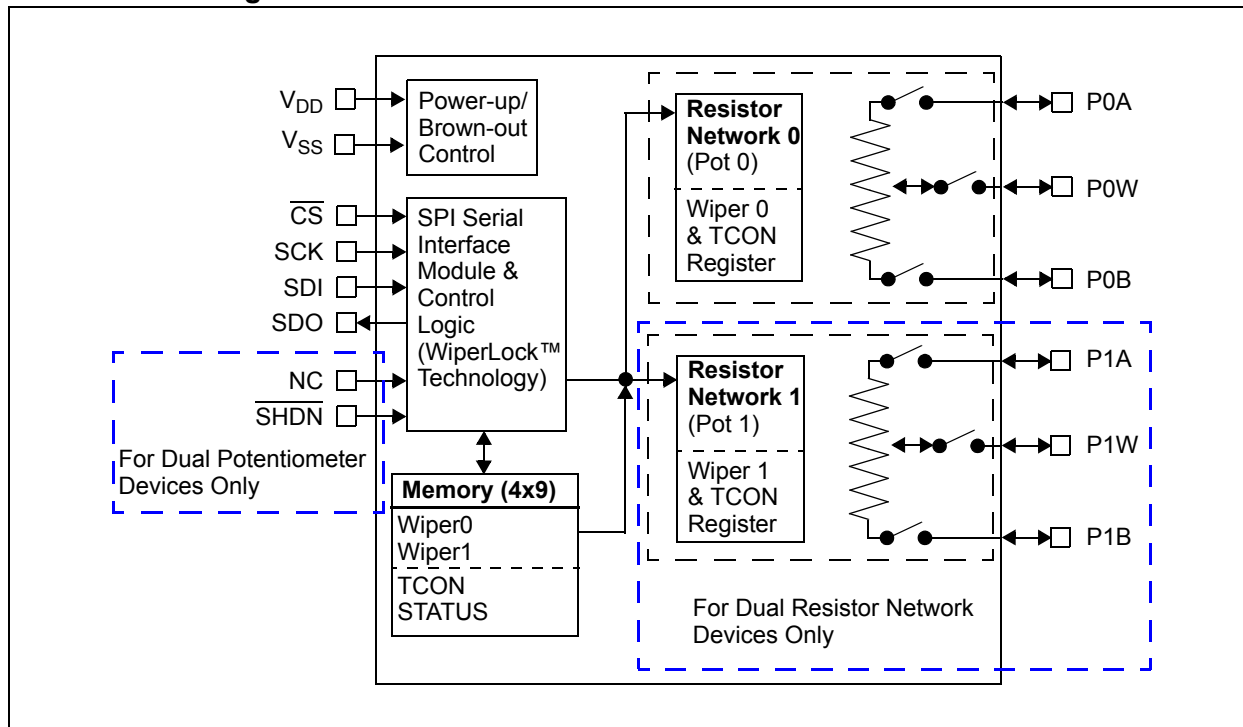 V_DD
V_SS
Power-up/
Brown-out
Control
CS
SCK
SDI
SDO
NC
SHDN
SPI Serial
Interface
Module &
Control
Logic
(WiperLock™
Technology)
For Dual Potentiometer
Devices Only
Memory (4x9)
Wiper0
Wiper1
TCON
STATUS
Resistor
Network 0
(Pot 0)
Wiper 0
& TCON
Register
P0A
P0W
P0B
Resistor
Network 1
(Pot 1)
Wiper 1
& TCON
Register
P1A
P1W
P1B
For Dual Resistor Network
Devices Only